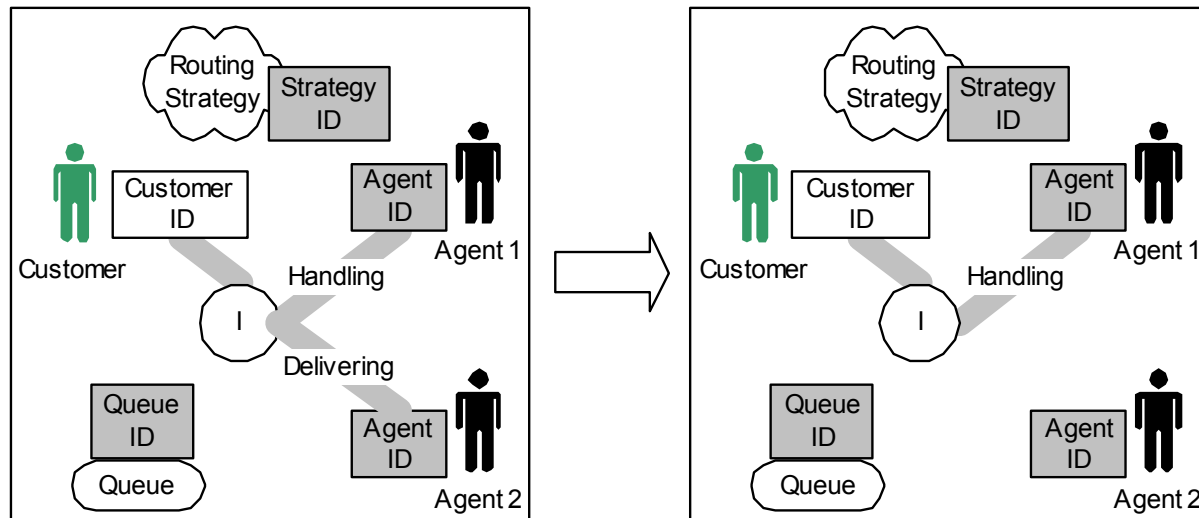 Routing
Strategy
Strategy
ID
Customer
ID
Agent
ID
Customer
Agent 1
Handling
I
Delivering
Queue
ID
Agent
ID
Queue
Agent 2
Routing
Strategy
Strategy
ID
Customer
ID
Agent
ID
Customer
Agent 1
Handling
I
Queue
ID
Agent
ID
Queue
Agent 2